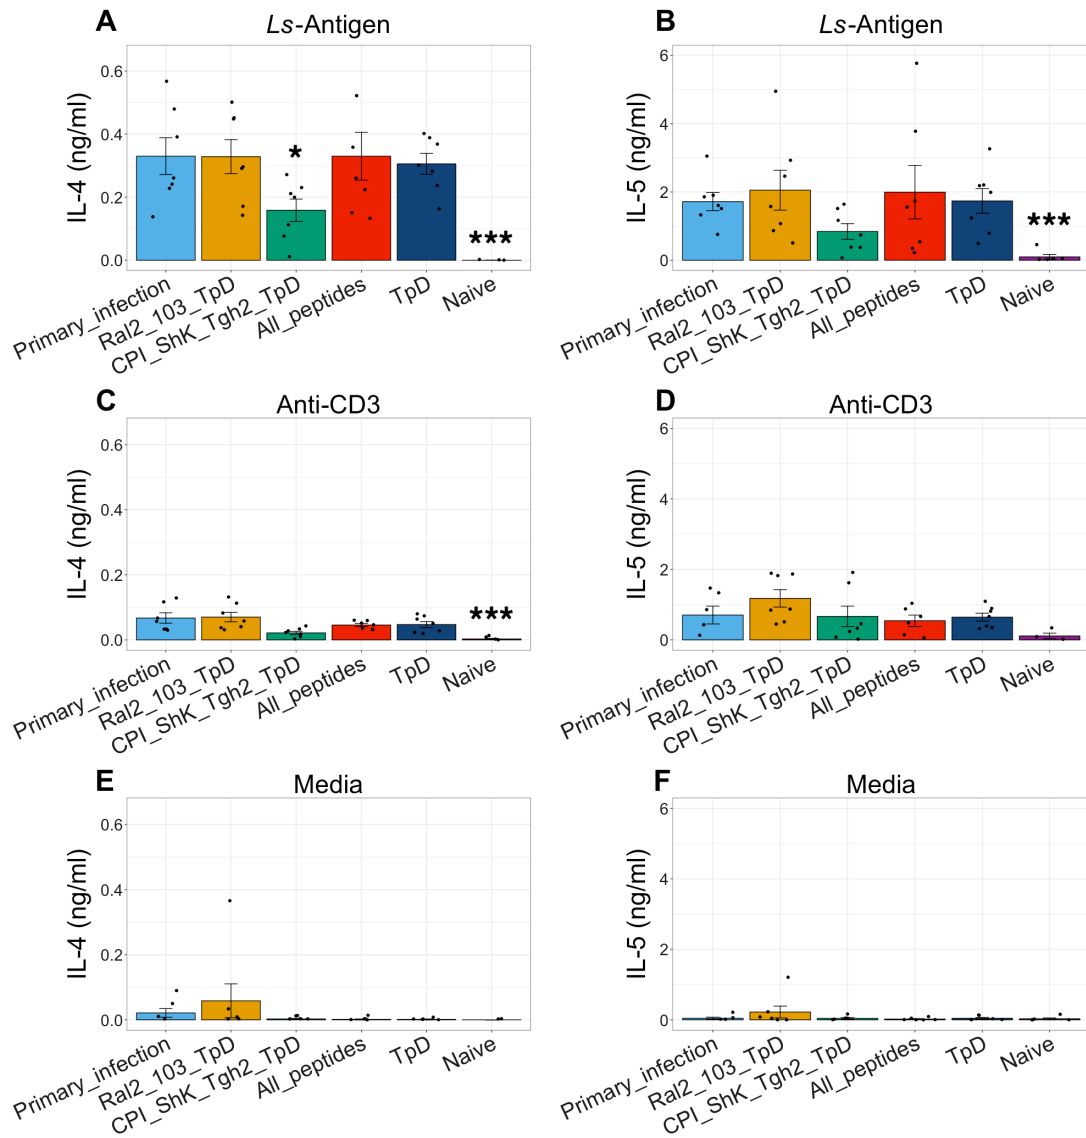 A
Ls-Antigen
IL-4 (ng/ml)
0.6
0.4
0.2
0.0
*
***
Primary_infection
Ral2_103_TpD
CPI_ShK_Tgh2_TpD
All_peptides
TpD
Naive
B
Ls-Antigen
IL-5 (ng/ml)
6
4
2
0
***
Primary_infection
Ral2_103_TpD
CPI_ShK_Tgh2_TpD
All_peptides
TpD
Naive
C
Anti-CD3
IL-4 (ng/ml)
0.6
0.4
0.2
0.0
***
Primary_infection
Ral2_103_TpD
CPI_ShK_Tgh2_TpD
All_peptides
TpD
Naive
D
Anti-CD3
IL-5 (ng/ml)
6
4
2
0
Primary_infection
Ral2_103_TpD
CPI_ShK_Tgh2_TpD
All_peptides
TpD
Naive
E
Media
IL-4 (ng/ml)
0.6
0.4
0.2
0.0
Primary_infection
Ral2_103_TpD
CPI_ShK_Tgh2_TpD
All_peptides
TpD
Naive
F
Media
IL-5 (ng/ml)
6
4
2
0
Primary_infection
Ral2_103_TpD
CPI_ShK_Tgh2_TpD
All_peptides
TpD
Naive